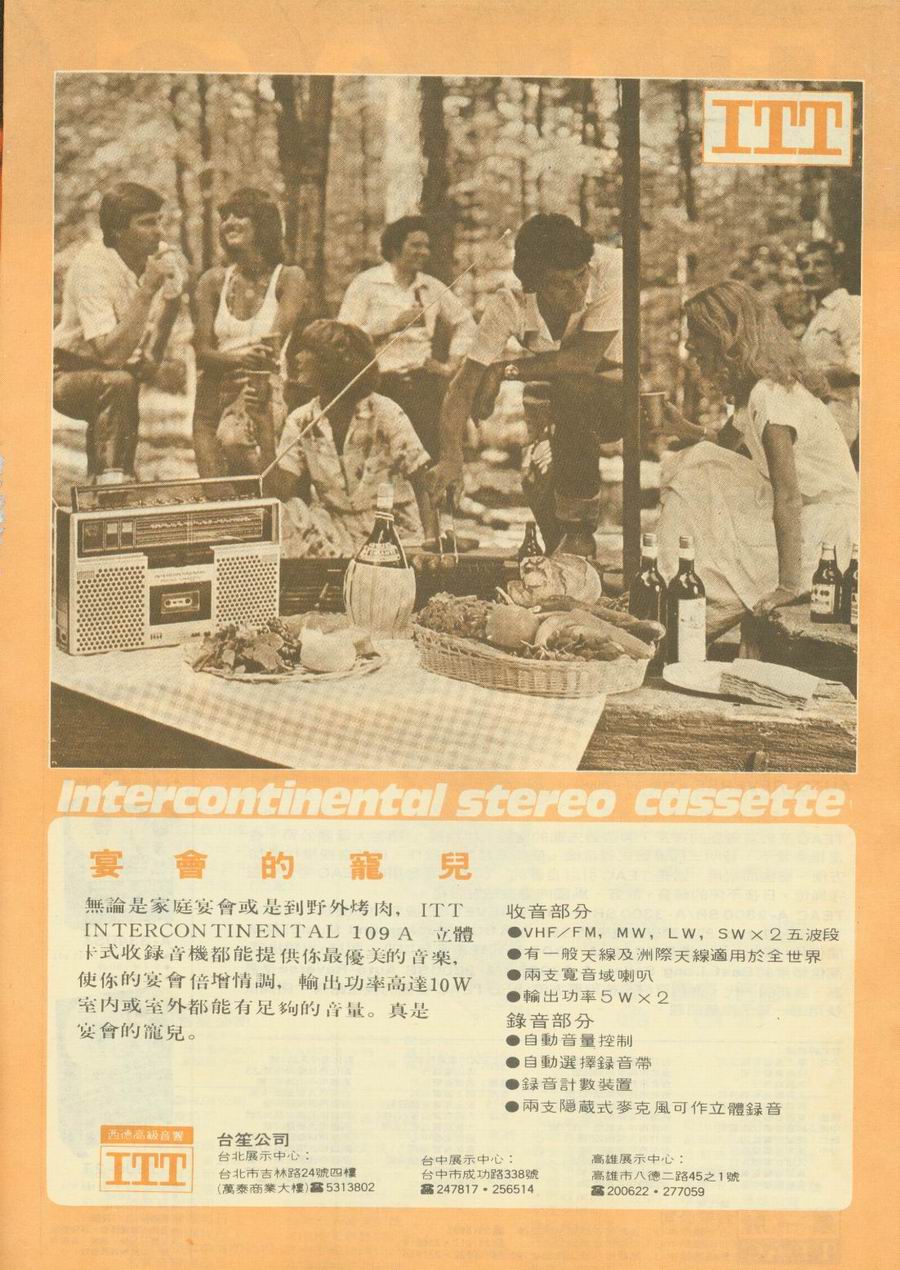 ITT
Intercontinental stereo cassette
宴會的寵兒
無論是家庭宴會或是到野外烤肉，ITT
INTERCONTINENTAL 109 A 立體
卡式收錄音機都能提供你最優美的音樂，
使你的宴會倍增情調，輸出功率高達10W
室内或室外都能有足夠的音量。真是
宴會的寵兒。
收音部分
●VHF/FM，MW，LW，SW×2五波段
●有一般天線及洲際天線適用於全世界
●兩支寬音域喇叭
●輸出功率5W×2
錄音部分
●自動音量控制
●自動選擇録音帶
●録音計數裝置
●兩支隱蔵式麥克風可作立體録音
西德高級音響
ITT
台笙公司
台北展示中心：
台北市吉林路24號四樓
(萬泰商業大樓)☎5313802
台中展示中心：
台中市成功路338號
☎247817・256514
高雄展示中心：
高雄市八德二路45之1號
☎200622・277059